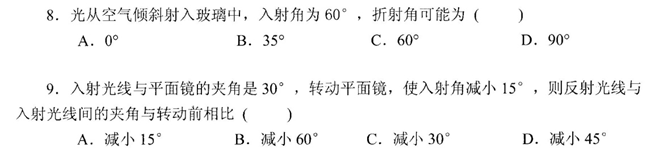 8. 光从空气倾斜射入玻璃中，入射角为 60°，折射角可能为（ ）
A. 0° B. 35° C. 60° D. 90°
9. 入射光线与平面镜的夹角是 30°，转动平面镜，使入射角减小 15°，则反射光线与
入射光线间的夹角与转动前相比（ ）
A. 减小 15° B. 减小 60° C. 减小 30° D. 减小 45°